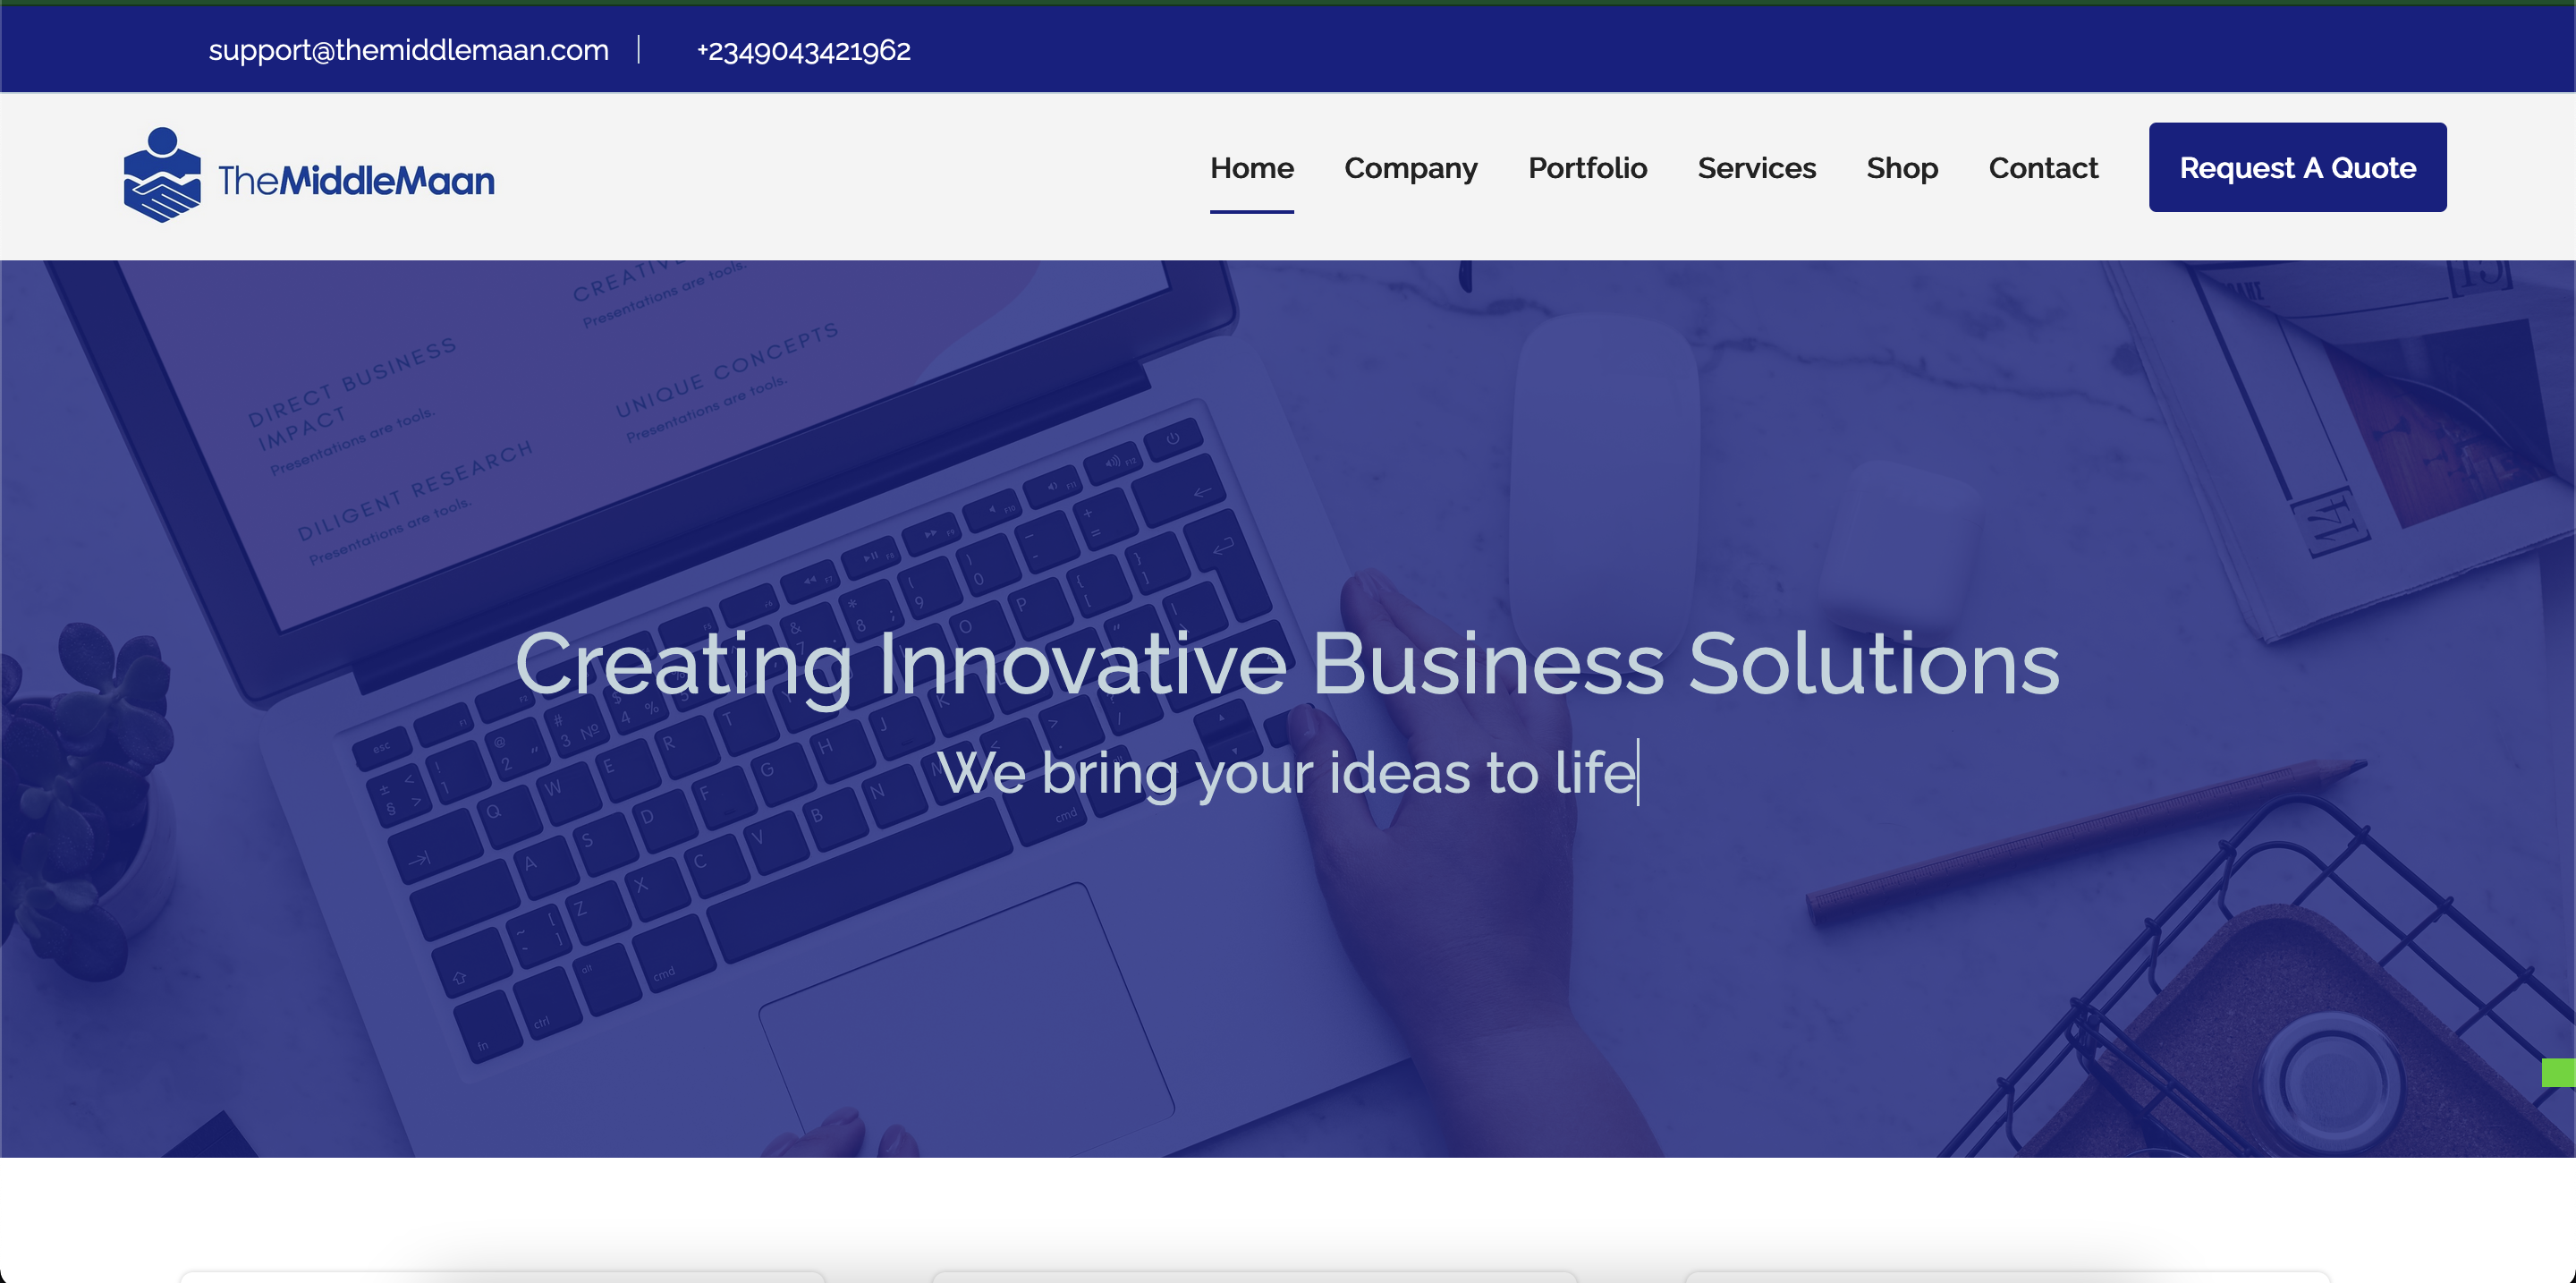 support@themiddlemaan.com | +2349043421962
TheMiddleMaan
Home Company Portfolio Services Shop Contact Request A Quote
CREATIVE
Presentations are tools.
DIRECT BUSINESS
IMPACT
Presentations are tools.
UNIQUE CONCEPTS
Presentations are tools.
DILIGENT RESEARCH
Presentations are tools.
Creating Innovative Business Solutions
We bring your ideas to life